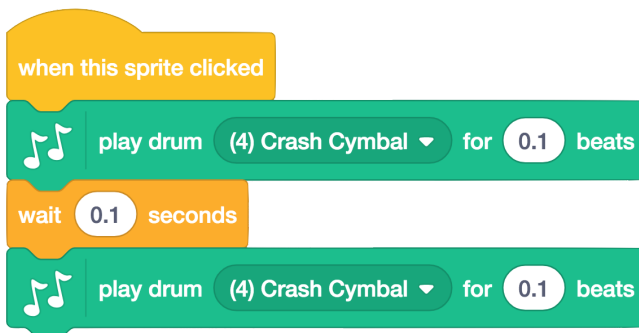 when this sprite clicked
play drum (4) Crash Cymbal for 0.1 beats
wait 0.1 seconds
play drum (4) Crash Cymbal for 0.1 beats